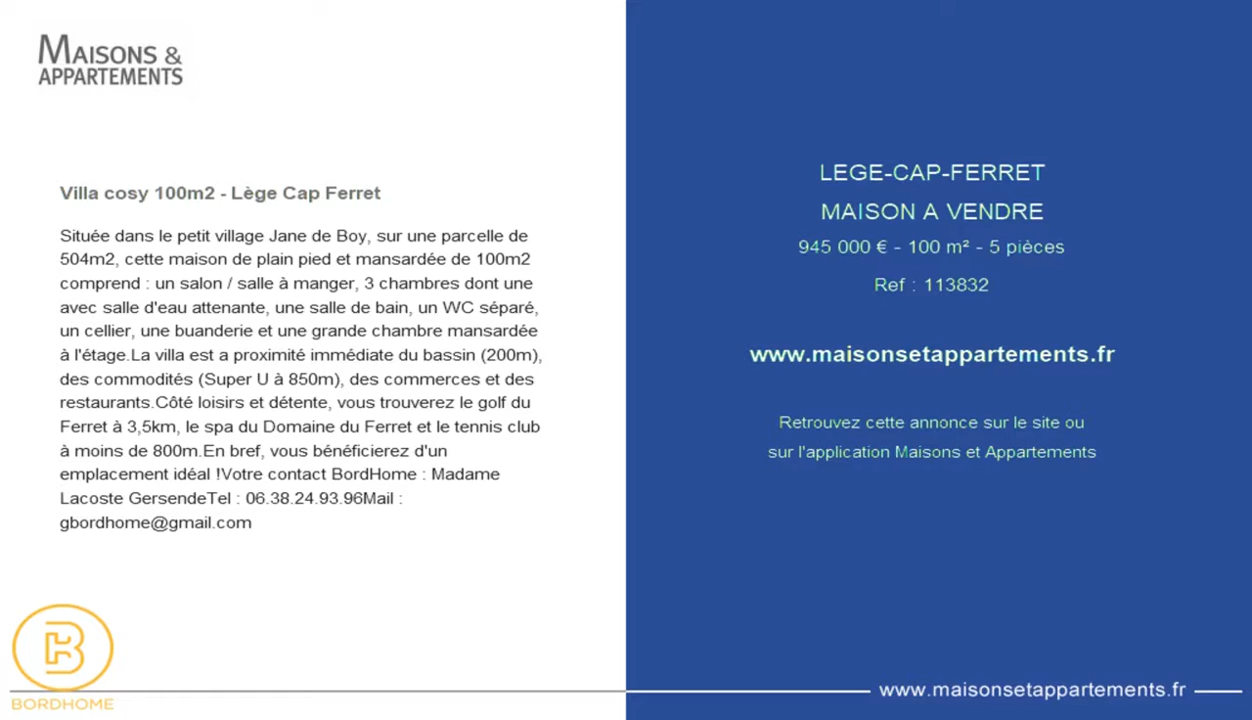 MAISONS &
APPARTEMENTS
Villa cosy 100m2 - Lège Cap Ferret
Située dans le petit village Jane de Boy, sur une parcelle de
504m2, cette maison de plain pied et mansardée de 100m2
comprend : un salon / salle à manger, 3 chambres dont une
avec salle d'eau attenante, une salle de bain, un WC séparé,
un cellier, une buanderie et une grande chambre mansardée
à l'étage.La villa est a proximité immédiate du bassin (200m),
des commodités (Super U à 850m), des commerces et des
restaurants.Côté loisirs et détente, vous trouverez le golf du
Ferret à 3,5km, le spa du Domaine du Ferret et le tennis club
à moins de 800m.En bref, vous bénéficierez d'un
emplacement idéal !Votre contact BordHome : Madame
Lacoste GersendeTel : 06.38.24.93.96Mail :
gbordhome@gmail.com
BORDHOME
LEGE-CAP-FERRET
MAISON A VENDRE
945 000 € - 100 m² - 5 pièces
Ref : 113832
www.maisonsetappartements.fr
Retrouvez cette annonce sur le site ou
sur l'application Maisons et Appartements
www.maisonsetappartements.fr